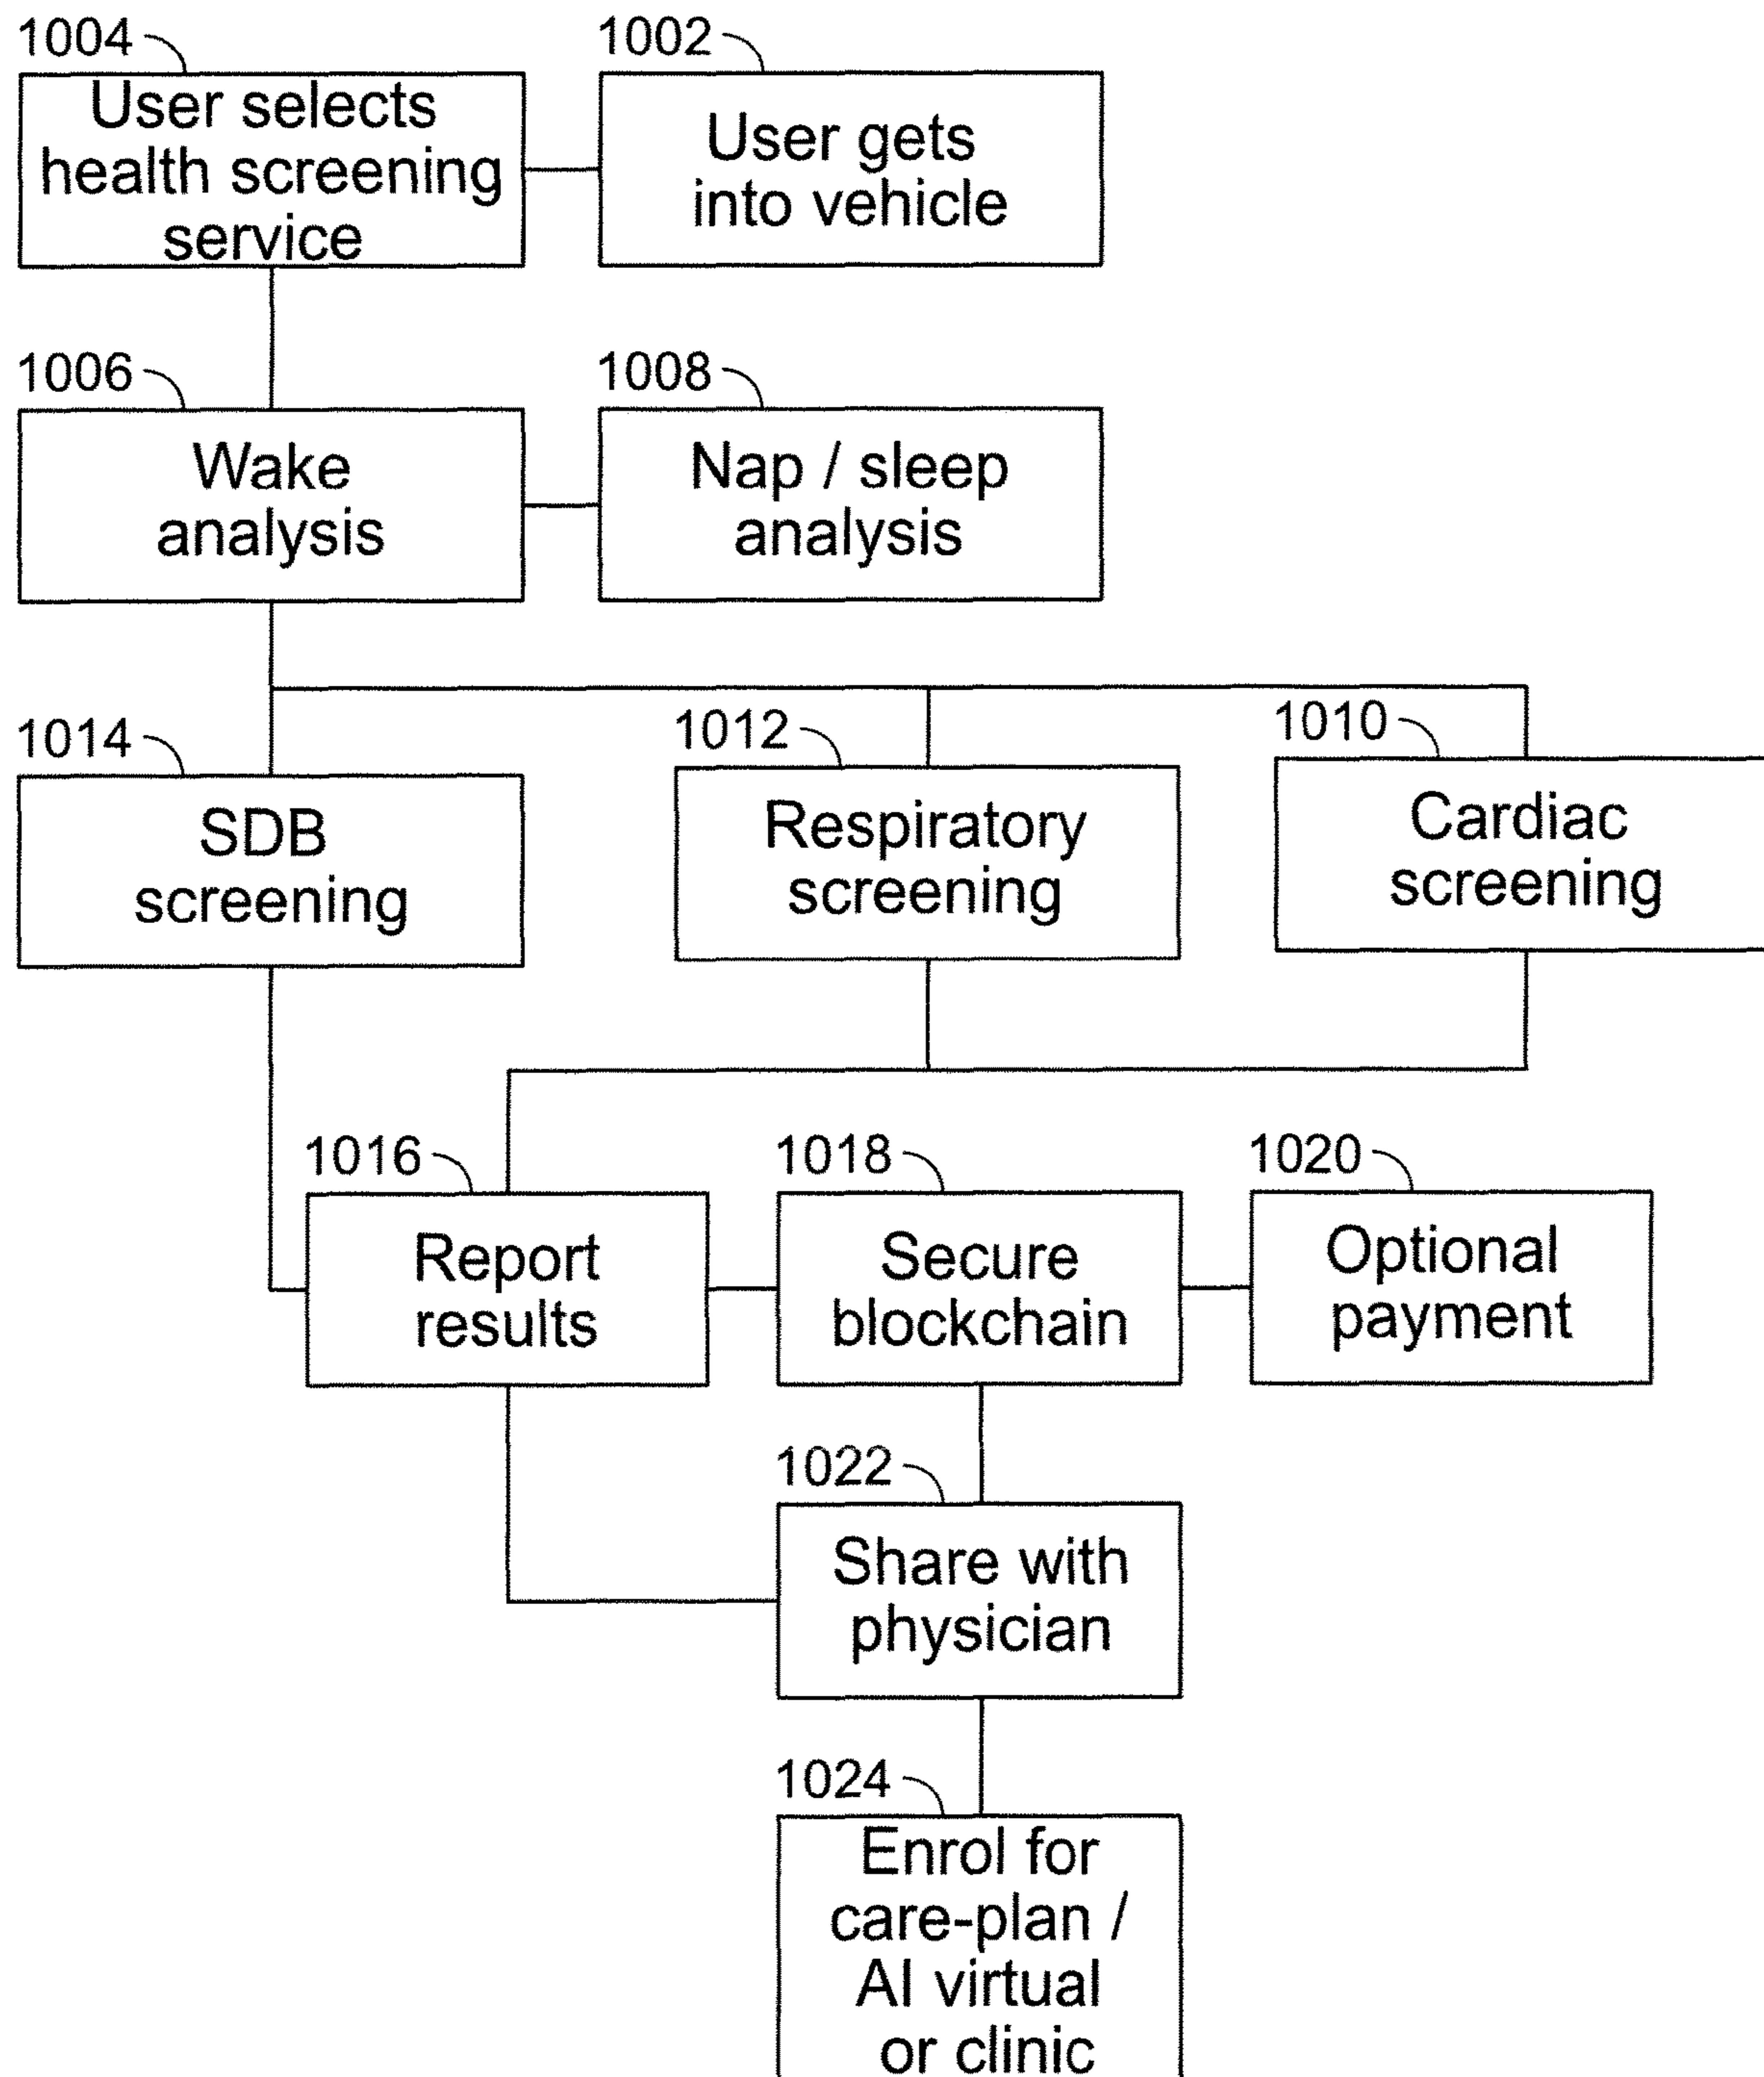 1004
User selects
health screening
service
1002
User gets
into vehicle
1006
Wake
analysis
1008
Nap / sleep
analysis
1014
SDB
screening
1012
Respiratory
screening
1010
Cardiac
screening
1016
Report
results
1018
Secure
blockchain
1020
Optional
payment
1022
Share with
physician
1024
Enrol for
care-plan /
AI virtual
or clinic